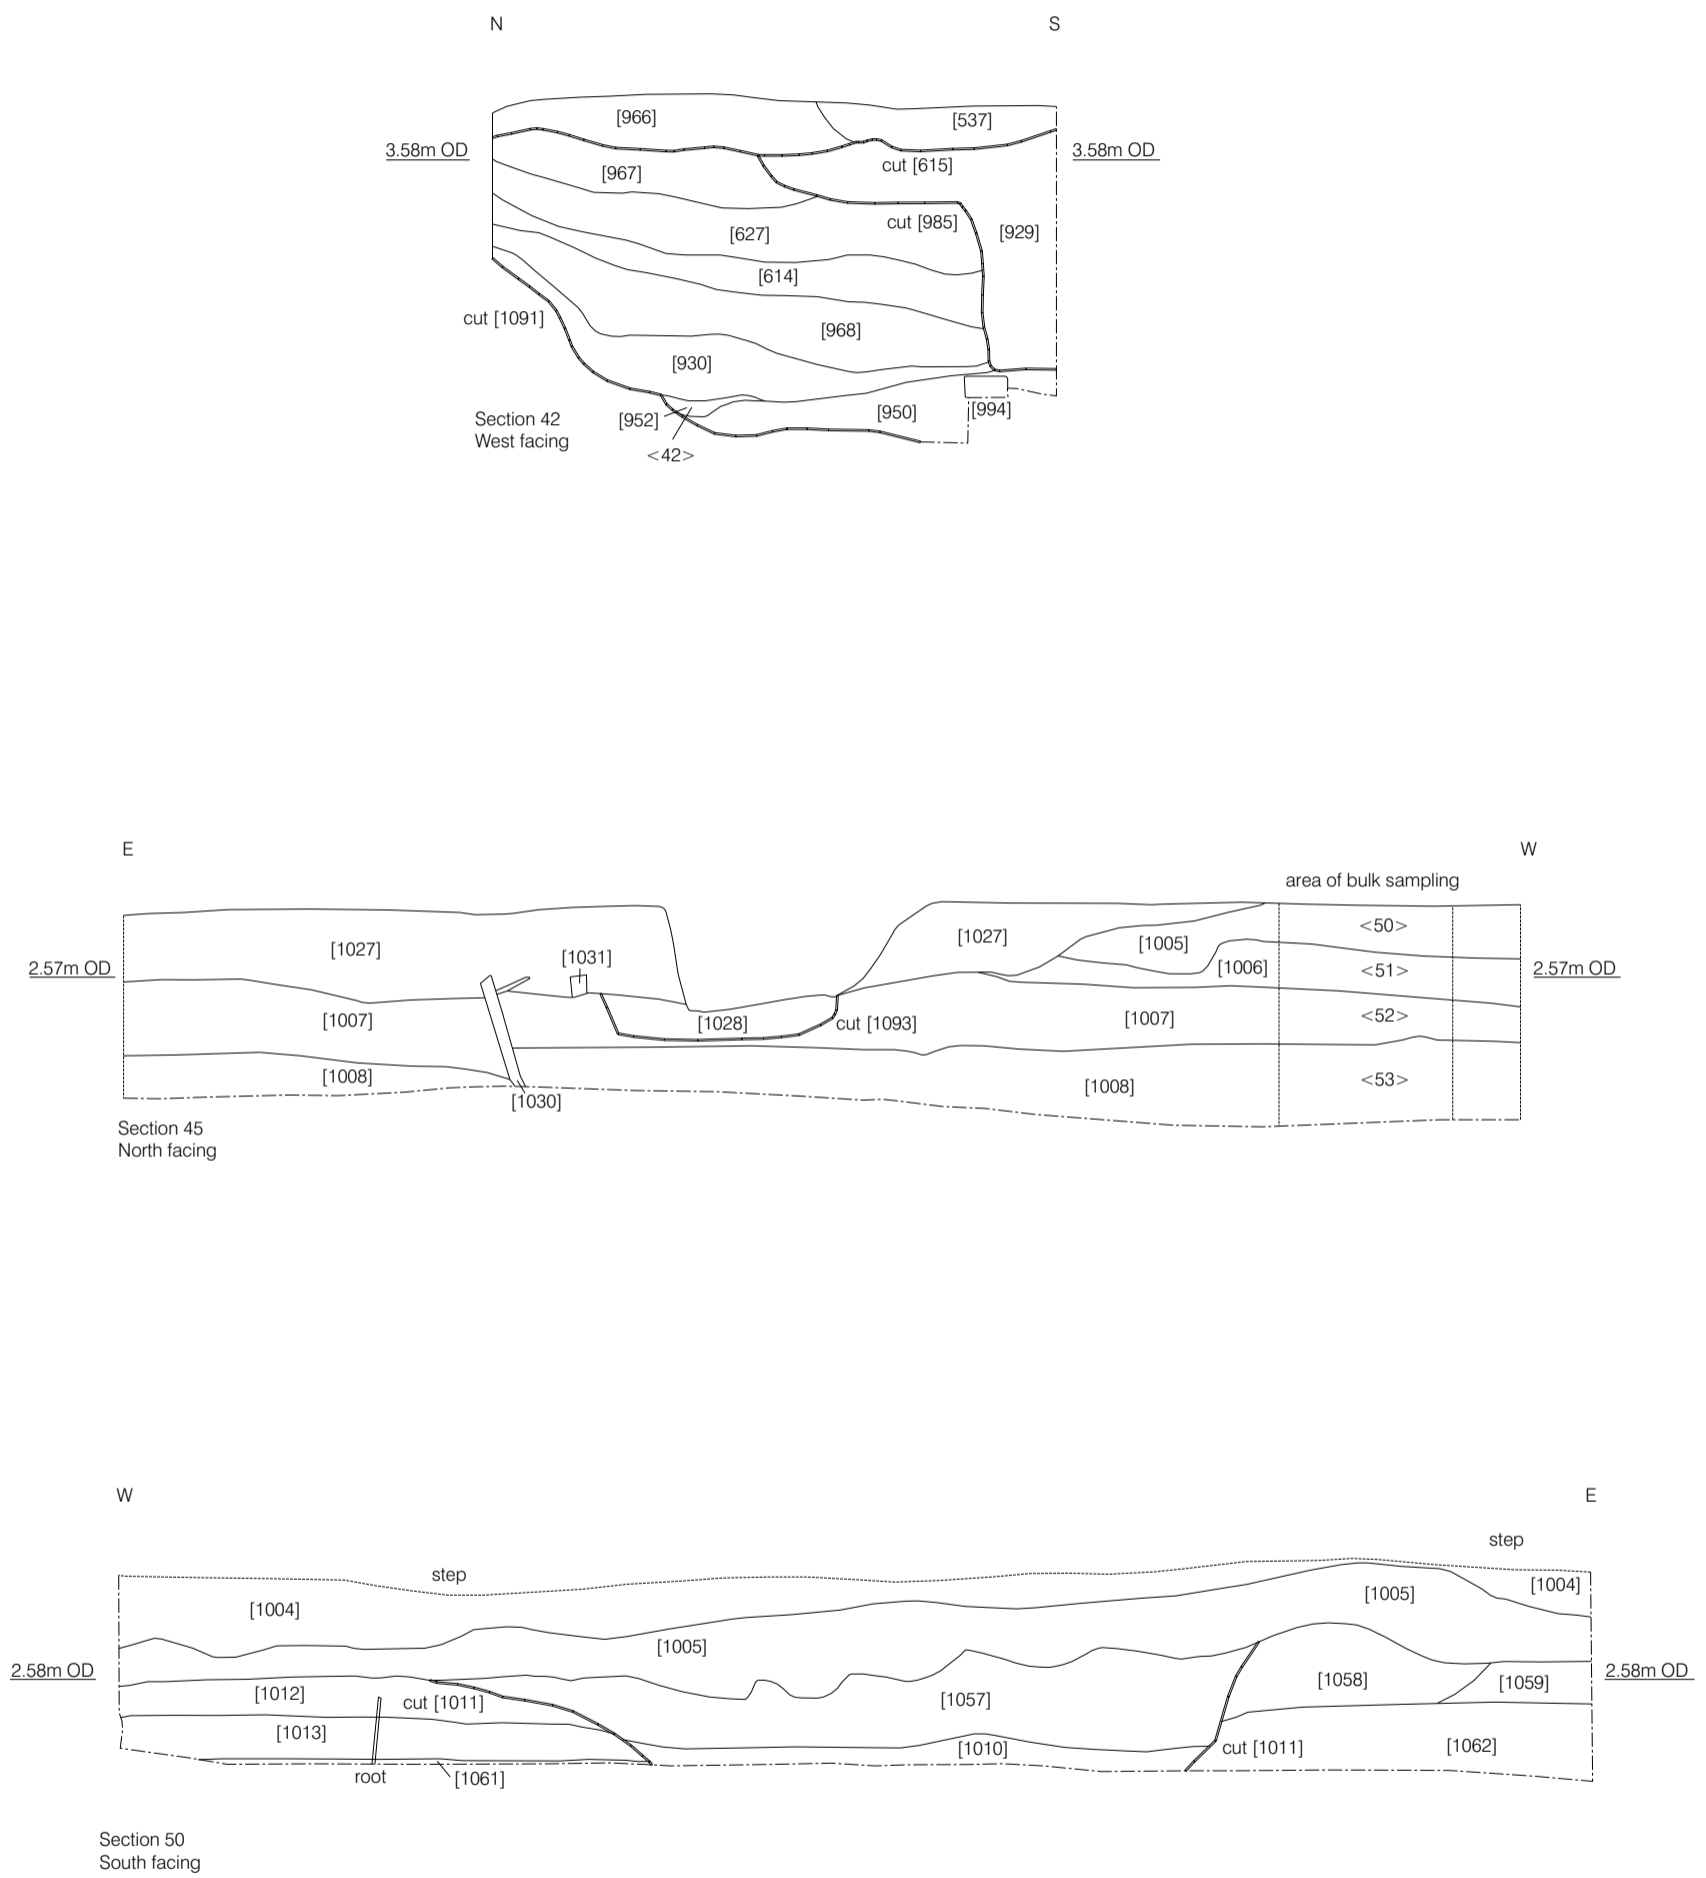 N
S
[966]
[537]
3.58m OD
3.58m OD
cut [615]
[967]
cut [985]
[929]
[627]
[614]
cut [1091]
[968]
[930]
[952]
[950]
[994]
Section 42
West facing
<42>
E
W
area of bulk sampling
[1027]
[1027]
[1005]
<50>
[1031]
2.57m OD
[1006]
<51>
2.57m OD
[1007]
[1028]
cut [1093]
[1007]
<52>
[1008]
[1008]
<53>
[1030]
Section 45
North facing
W
E
step
step
[1004]
[1005]
[1004]
[1005]
2.58m OD
2.58m OD
[1012]
cut [1011]
[1057]
[1058]
[1059]
[1013]
[1010]
cut [1011]
[1062]
root
[1061]
Section 50
South facing